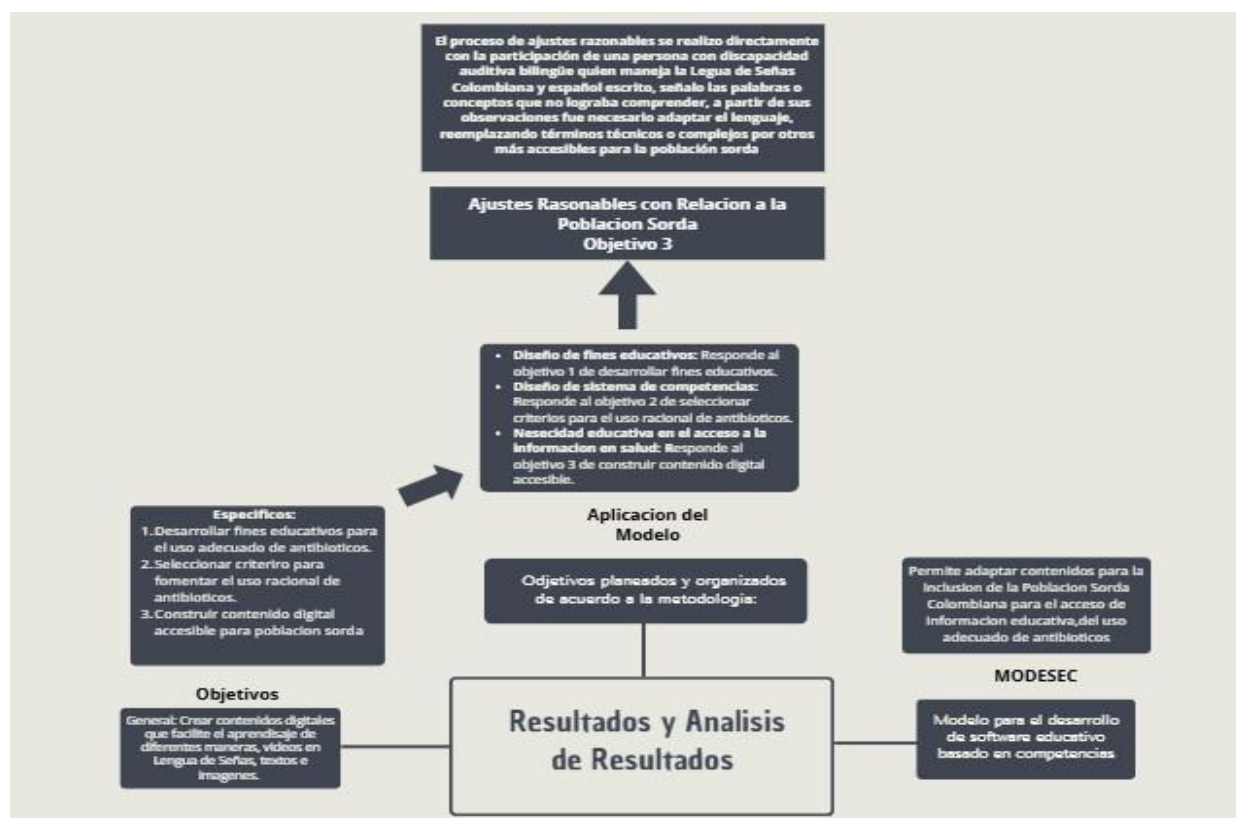 El proceso de ajustes razonables se realizo directamente
con la participación de una persona con discapacidad
auditiva bilingüe quien maneja la Legua de Señas
Colombiana y español escrito, señalo las palabras o
conceptos que no lograba comprender, a partir de sus
observaciones fue necesario adaptar el lenguaje,
reemplazando términos técnicos o complejos por otros
más accesibles para la población sorda
Ajustes Rasonables con Relacion a la
Poblacion Sorda
Objetivo 3
• Diseño de fines educativos: Responde al
objetivo 1 de desarrollar fines educativos.
• Diseño de sistema de competencias:
Responde al objetivo 2 de seleccionar
criterios para el uso racional de antibioticos.
• Nesecidad educativa en el acceso a la
informacion en salud: Responde al
objetivo 3 de construir contenido digital
accesible.
Aplicacion del
Modelo
Odjetivos planeados y organizados
de acuerdo a la metodologia:
Especificos:
1. Desarrollar fines educativos para
el uso adecuado de antibioticos.
2. Seleccionar criteriro para
fomentar el uso racional de
antibioticos.
3. Construir contenido digital
accesible para poblacion sorda
Objetivos
General: Crear contenidos digitales
que facilite el aprendisaje de
diferentes maneras, videos en
Lengua de Señas, textos e
imagenes.
Resultados y Analisis
de Resultados
Permite adaptar contenidos para la
inclusion de la Poblacion Sorda
Colombiana para el acceso de
informacion educativa,del uso
adecuado de antibioticos
MODESEC
Modelo para el desarrollo
de software educativo
basado en competencias